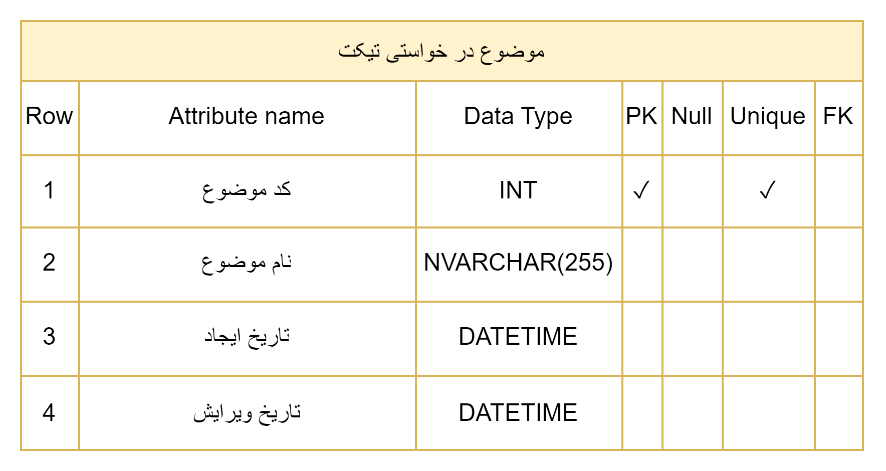 موضوع در خواستی تیکت
Row Attribute name Data Type PK Null Unique FK
1 کد موضوع INT ✓ ✓
2 نام موضوع NVARCHAR(255)
3 تاریخ ایجاد DATETIME
4 تاریخ ویرایش DATETIME